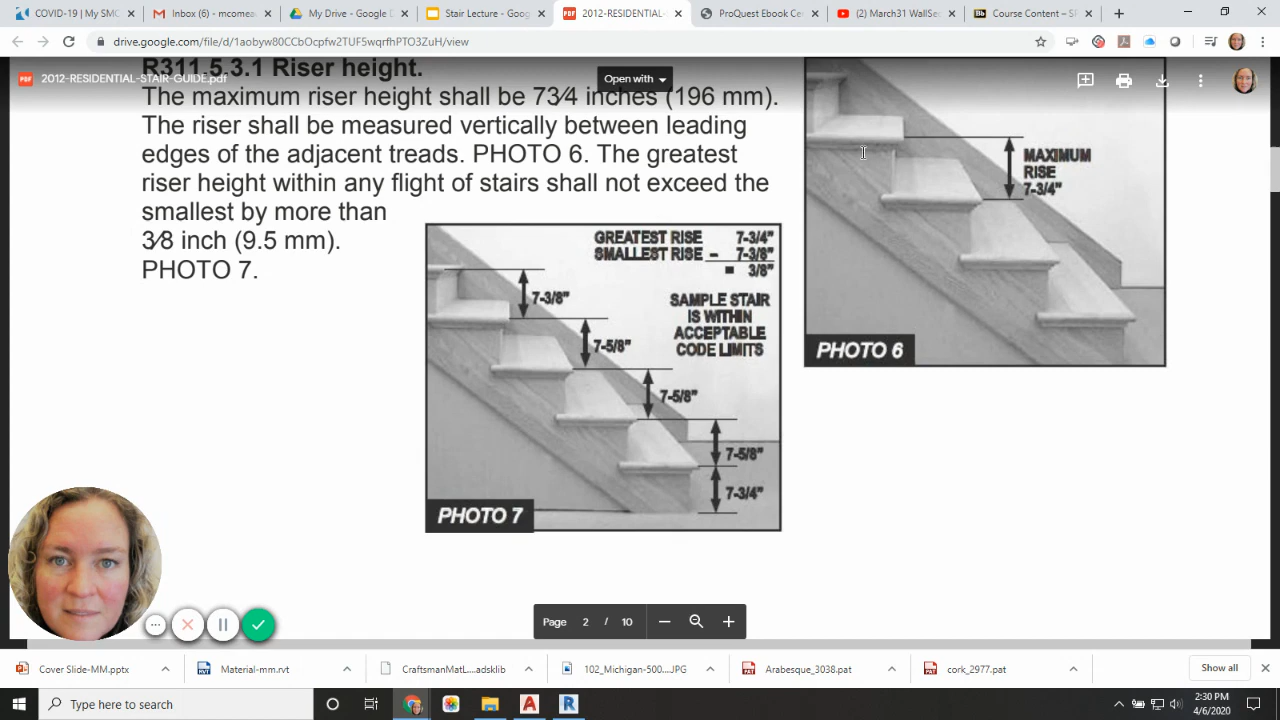 COVID-19 | My SMC
Inbox (6) - mcomea
My Drive - Google D
Stair Lecture - Goog
2012-RESIDENTIAL-
ProQuest Ebook Cen
(2) March31 WallSec
Course Content – SP
drive.google.com/file/d/1aobyw80CCbOcpfw2TUF5wqrfhPTO3ZuH/view
R311.5.3.1 Riser height.
2012-RESIDENTIAL-STAIR-GUIDE.pdf
Open with
The maximum riser height shall be 73⁄4 inches (196 mm).
The riser shall be measured vertically between leading
edges of the adjacent treads. PHOTO 6. The greatest
riser height within any flight of stairs shall not exceed the
smallest by more than
3⁄8 inch (9.5 mm).
PHOTO 7.
GREATEST RISE 7-3/4"
SMALLEST RISE – 7-3/8"
= 3/8"
SAMPLE STAIR
IS WITHIN
ACCEPTABLE
CODE LIMITS
7-3/8"
7-5/8"
7-5/8"
7-5/8"
7-3/4"
PHOTO 7
MAXIMUM
RISE
7-3/4"
PHOTO 6
Page 2 / 10
Cover Slide-MM.pptx
Material-mm.rvt
CraftsmanMatL....adsklib
102_Michigan-500....JPG
Arabesque_3038.pat
cork_2977.pat
Show all
Type here to search
2:30 PM
4/6/2020